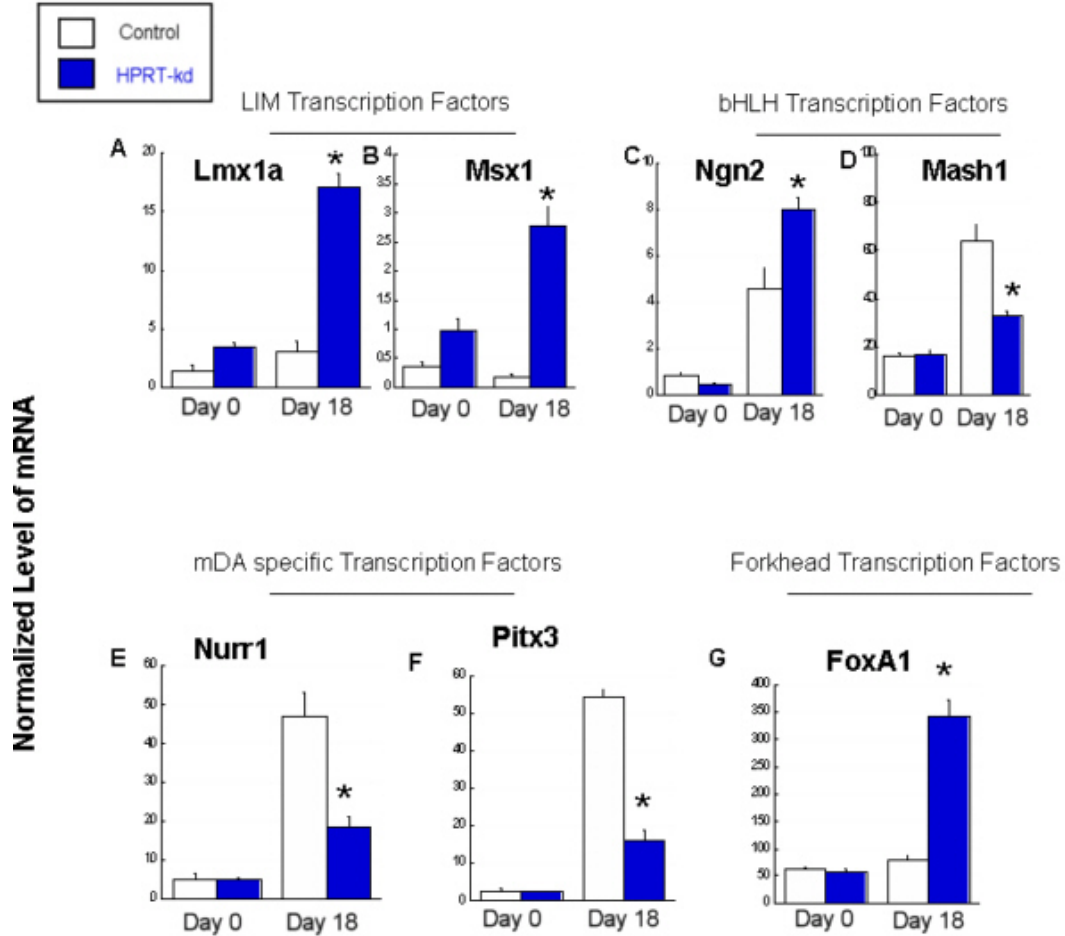 Control
HPRT-kd
LIM Transcription Factors
bHLH Transcription Factors
A
Lmx1a
20
15
10
5
0
Day 0 Day 18
B
Msx1
4
3.5
3
2.5
2
1.5
1
0.5
0
Day 0 Day 18
C
Ngn2
10
8
6
4
2
0
Day 0 Day 18
D
Mash1
100
80
60
40
20
0
Day 0 Day 18
*
*
*
*
Normalized Level of mRNA
mDA specific Transcription Factors
Forkhead Transcription Factors
E
Nurr1
60
50
40
30
20
10
0
Day 0 Day 18
F
Pitx3
60
50
40
30
20
10
0
Day 0 Day 18
G
FoxA1
400
350
300
250
200
150
100
50
0
Day 0 Day 18
*
*
*